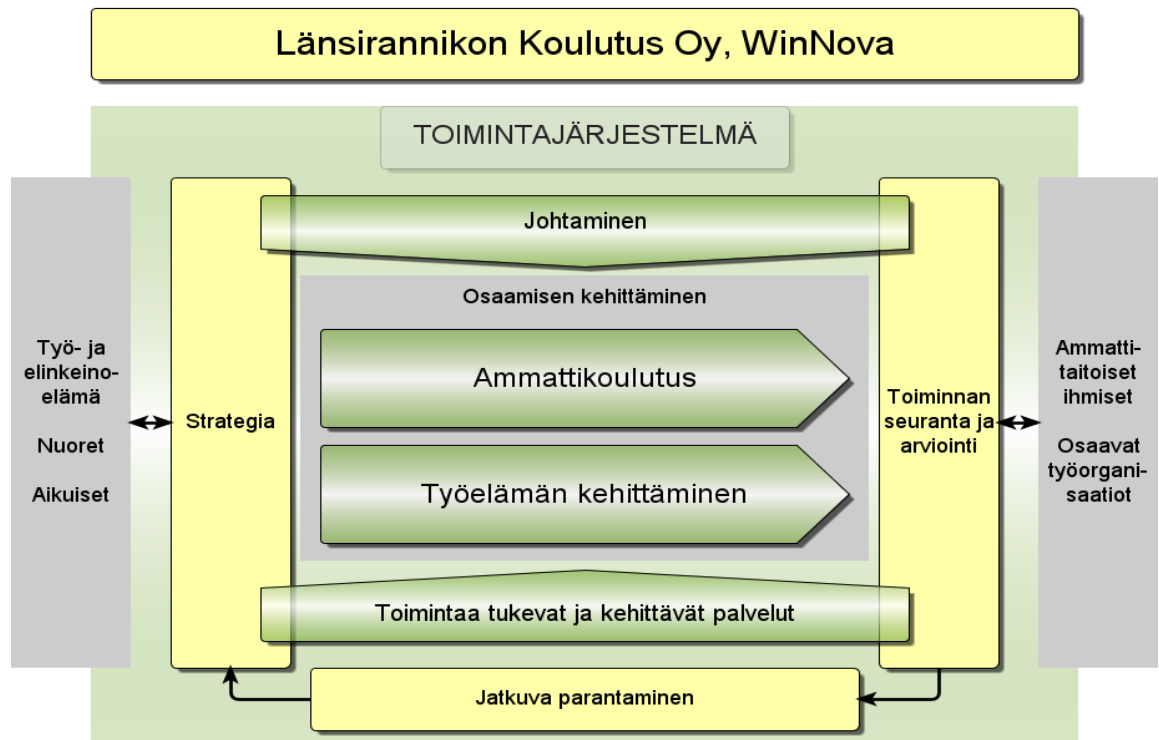 Länsirannikon Koulutus Oy, WinNova
TOIMINTAJÄRJESTELMÄ
Työ- ja
elinkeino-
elämä
Nuoret
Aikuiset
Strategia
Johtaminen
Osaamisen kehittäminen
Ammattikoulutus
Työelämän kehittäminen
Toimintaa tukevat ja kehittävät palvelut
Toiminnan
seuranta ja
arviointi
Ammatti-
taitoiset
ihmiset
Osaavat
työorgani-
saatiot
Jatkuva parantaminen